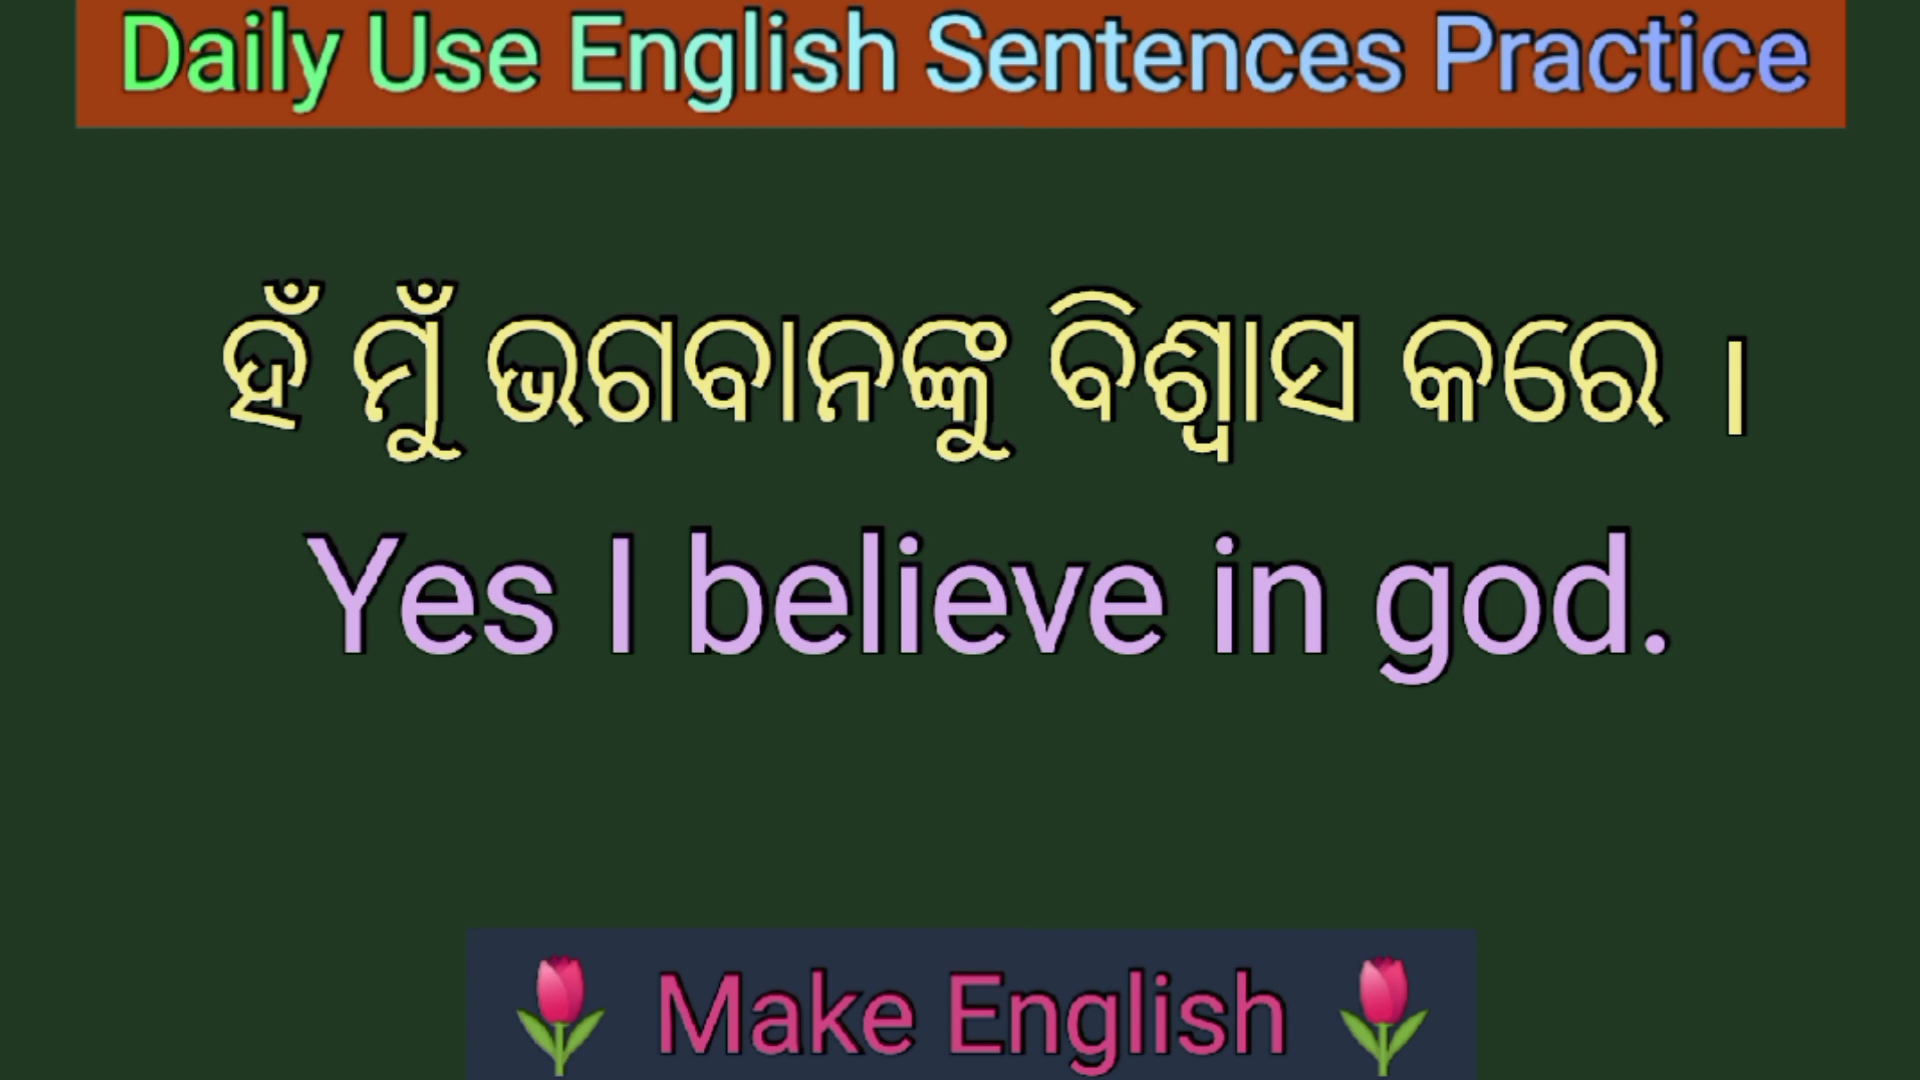 Daily Use English Sentences Practice
ହଁ ମୁଁ ଭଗବାନଙ୍କୁ ବିଶ୍ୱାସ କରେ ।
Yes I believe in god.
🌷 Make English 🌷